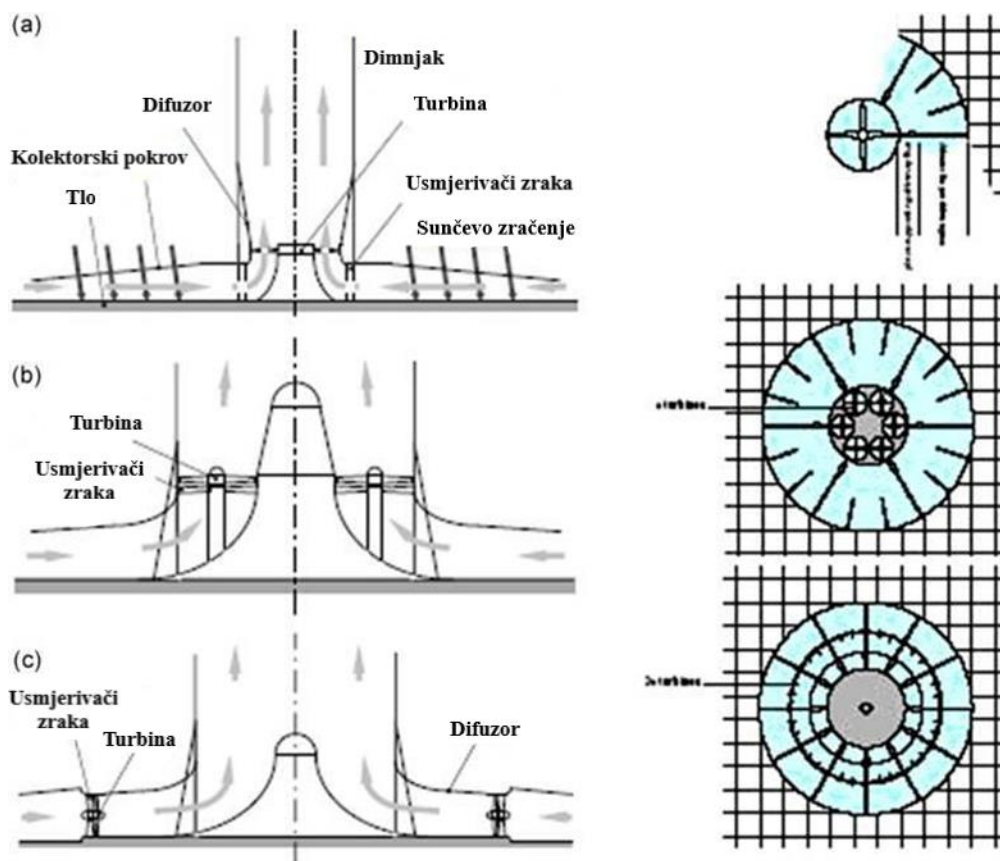 (a)
Dimnjak
Difuzor
Turbina
Kolektorski pokrov
Usmjerivači zraka
Tlo
Sunčevo zračenje
(b)
Turbina
Usmjerivači
zraka
(c)
Usmjerivači
zraka
Turbina
Difuzor